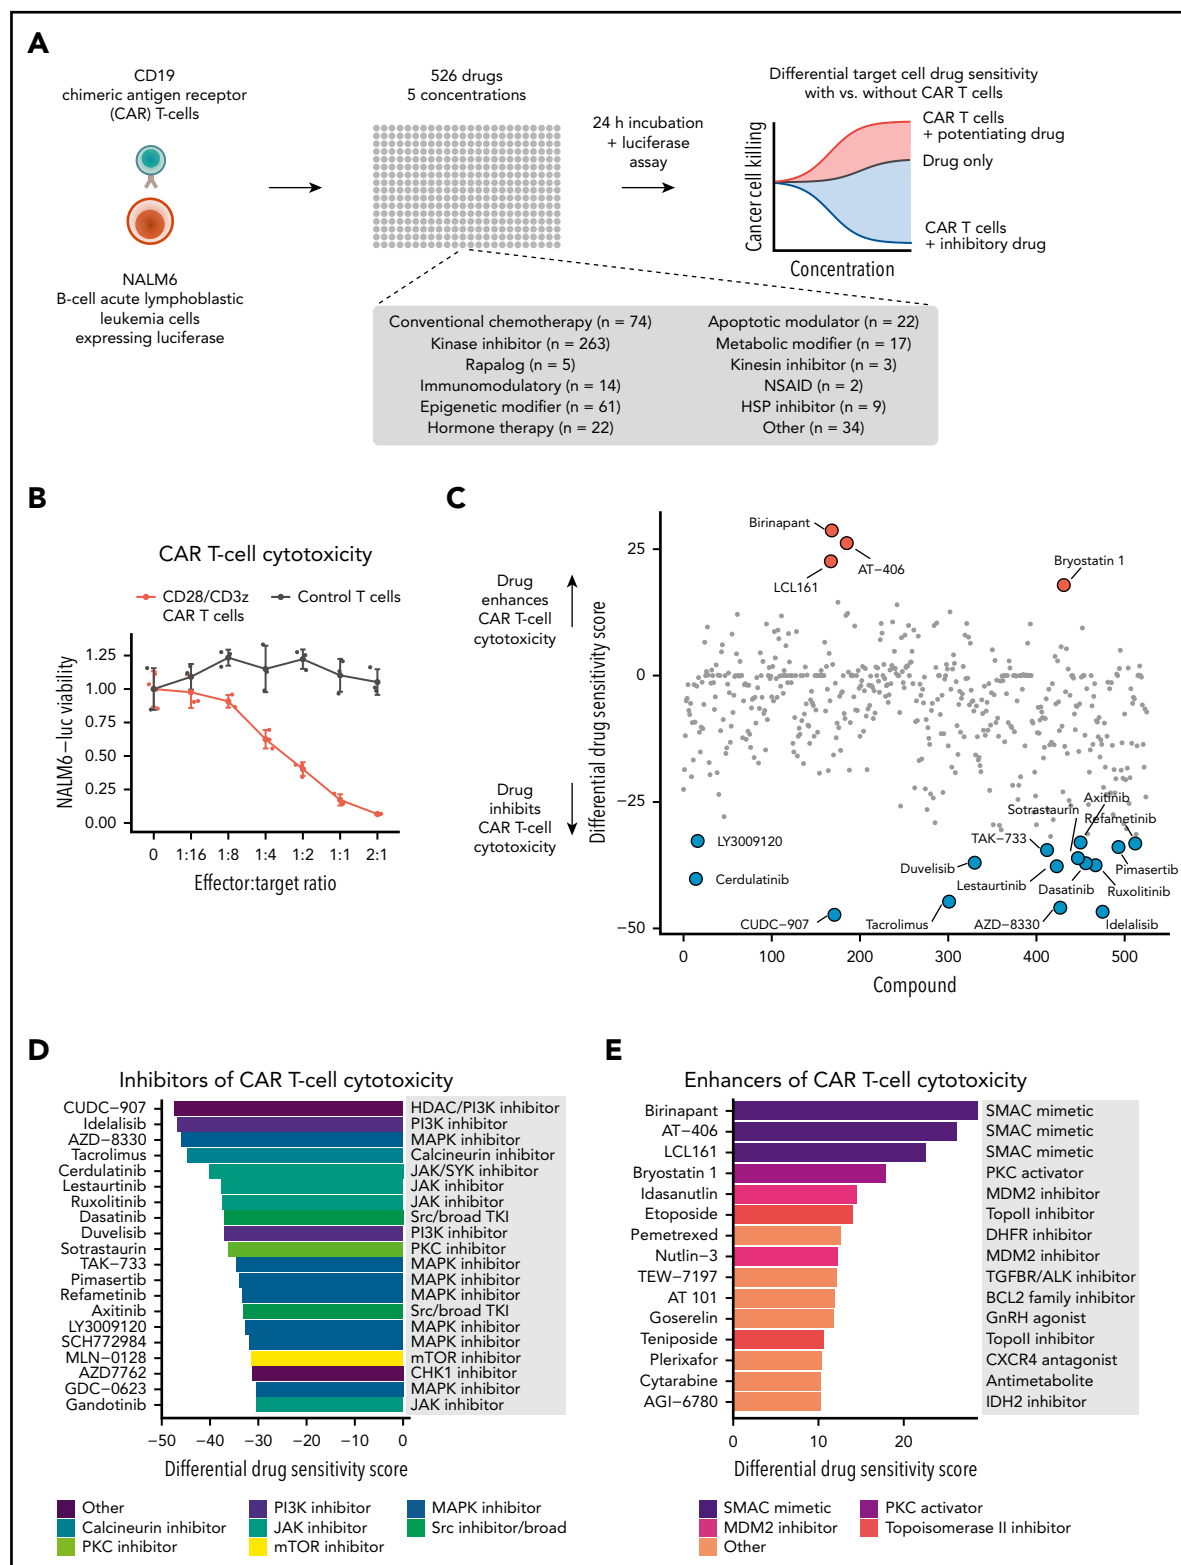 A
CD19
chimeric antigen receptor
(CAR) T-cells
NALM6
B-cell acute lymphoblastic
leukemia cells
expressing luciferase
526 drugs
5 concentrations
24 h incubation
+ luciferase
assay
Differential target cell drug sensitivity
with vs. without CAR T cells
Cancer cell killing
CAR T cells
+ potentiating drug
Drug only
CAR T cells
+ inhibitory drug
Concentration
Conventional chemotherapy (n = 74)
Kinase inhibitor (n = 263)
Rapalog (n = 5)
Immunomodulatory (n = 14)
Epigenetic modifier (n = 61)
Hormone therapy (n = 22)
Apoptotic modulator (n = 22)
Metabolic modifier (n = 17)
Kinesin inhibitor (n = 3)
NSAID (n = 2)
HSP inhibitor (n = 9)
Other (n = 34)
B
CAR T-cell cytotoxicity
CD28/CD3z
CAR T cells
Control T cells
NALM6–luc viability
1.25
1.00
0.75
0.50
0.25
0.00
0 1:16 1:8 1:4 1:2 1:1 2:1
Effector:target ratio
C
Drug
enhances
CAR T-cell
cytotoxicity
Drug
inhibits
CAR T-cell
cytotoxicity
Differential drug sensitivity score
25
0
−25
−50
Birinapant
AT−406
LCL161
Bryostatin 1
Axitinib
Sotrastaurin
Refametinib
TAK−733
LY3009120
Duvelisib
Pimasertib
Cerdulatinib
Lestaurtinib
Dasatinib
Ruxolitinib
CUDC−907
Tacrolimus
AZD−8330
Idelalisib
0 100 200 300 400 500
Compound
D
Inhibitors of CAR T-cell cytotoxicity
CUDC−907 HDAC/PI3K inhibitor
Idelalisib PI3K inhibitor
AZD−8330 MAPK inhibitor
Tacrolimus Calcineurin inhibitor
Cerdulatinib JAK/SYK inhibitor
Lestaurtinib JAK inhibitor
Ruxolitinib JAK inhibitor
Dasatinib Src/broad TKI
Duvelisib PI3K inhibitor
Sotrastaurin PKC inhibitor
TAK−733 MAPK inhibitor
Pimasertib MAPK inhibitor
Refametinib MAPK inhibitor
Axitinib Src/broad TKI
LY3009120 MAPK inhibitor
SCH772984 MAPK inhibitor
MLN−0128 mTOR inhibitor
AZD7762 CHK1 inhibitor
GDC−0623 MAPK inhibitor
Gandotinib JAK inhibitor
−50 −40 −30 −20 −10 0
Differential drug sensitivity score
Other
Calcineurin inhibitor
PKC inhibitor
PI3K inhibitor
JAK inhibitor
mTOR inhibitor
MAPK inhibitor
Src inhibitor/broad
E
Enhancers of CAR T-cell cytotoxicity
Birinapant SMAC mimetic
AT−406 SMAC mimetic
LCL161 SMAC mimetic
Bryostatin 1 PKC activator
Idasanutlin MDM2 inhibitor
Etoposide TopoII inhibitor
Pemetrexed DHFR inhibitor
Nutlin−3 MDM2 inhibitor
TEW−7197 TGFBR/ALK inhibitor
AT 101 BCL2 family inhibitor
Goserelin GnRH agonist
Teniposide TopoII inhibitor
Plerixafor CXCR4 antagonist
Cytarabine Antimetabolite
AGI−6780 IDH2 inhibitor
0 10 20
Differential drug sensitivity score
SMAC mimetic
MDM2 inhibitor
Other
PKC activator
Topoisomerase II inhibitor